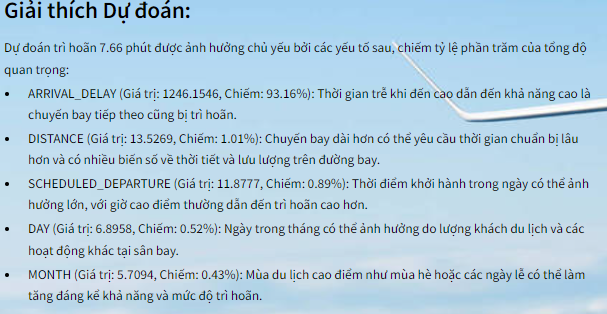 Giải thích Dự đoán:
Dự đoán trì hoãn 7.66 phút được ảnh hưởng chủ yếu bởi các yếu tố sau, chiếm tỷ lệ phần trăm của tổng độ
quan trọng:
• ARRIVAL_DELAY (Giá trị: 1246.1546, Chiếm: 93.16%): Thời gian trễ khi đến cao dẫn đến khả năng cao là
chuyến bay tiếp theo cũng bị trì hoãn.
• DISTANCE (Giá trị: 13.5269, Chiếm: 1.01%): Chuyến bay dài hơn có thể yêu cầu thời gian chuẩn bị lâu
hơn và có nhiều biến số về thời tiết và lưu lượng trên đường bay.
• SCHEDULED_DEPARTURE (Giá trị: 11.8777, Chiếm: 0.89%): Thời điểm khởi hành trong ngày có thể ảnh
hưởng lớn, với giờ cao điểm thường dẫn đến trì hoãn cao hơn.
• DAY (Giá trị: 6.8958, Chiếm: 0.52%): Ngày trong tháng có thể ảnh hưởng do lượng khách du lịch và các
hoạt động khác tại sân bay.
• MONTH (Giá trị: 5.7094, Chiếm: 0.43%): Mùa du lịch cao điểm như mùa hè hoặc các ngày lễ có thể làm
tăng đáng kể khả năng và mức độ trì hoãn.